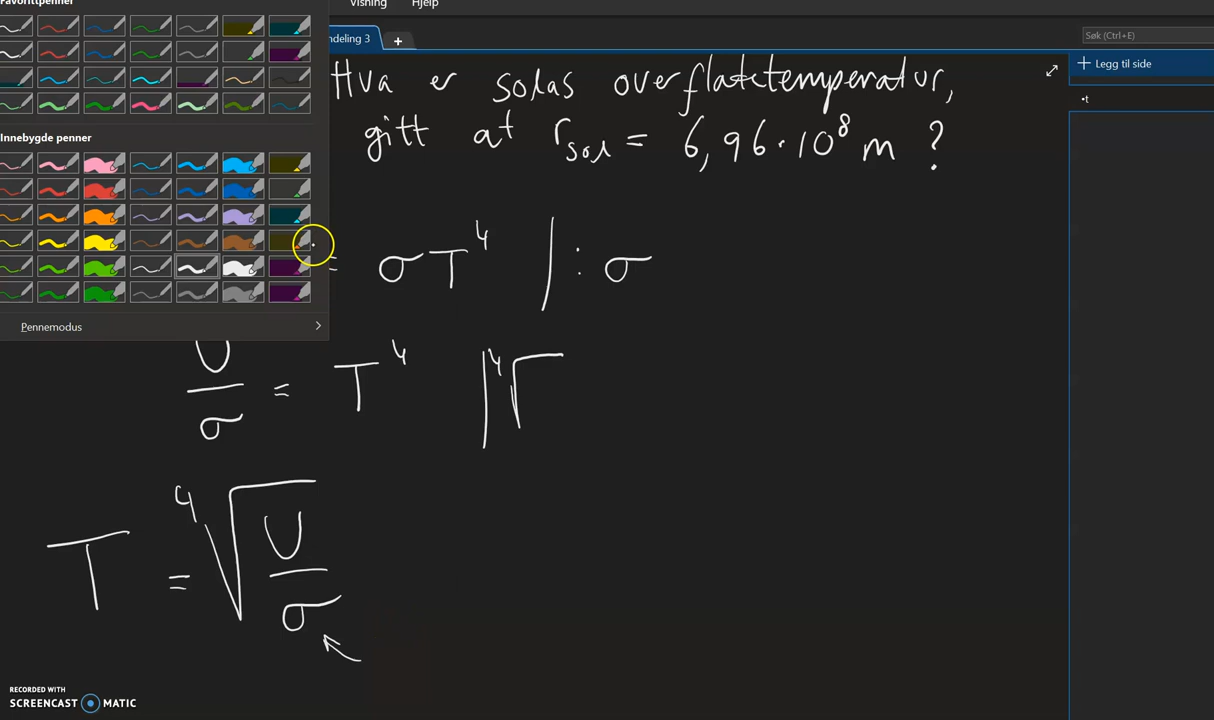 Favorittpenner
Visning Hjelp
ndeling 3 +
Søk (Ctrl+E)
Legg til side
•t
Innebygde penner
Pennemodus
Hva er solas overflatetemperatur,
gitt at r_sol = 6,96·10^8 m ?
= σT^4 | : σ
U/σ = T^4 | ⁴√
T = ⁴√(U/σ)
RECORDED WITH
SCREENCAST MATIC